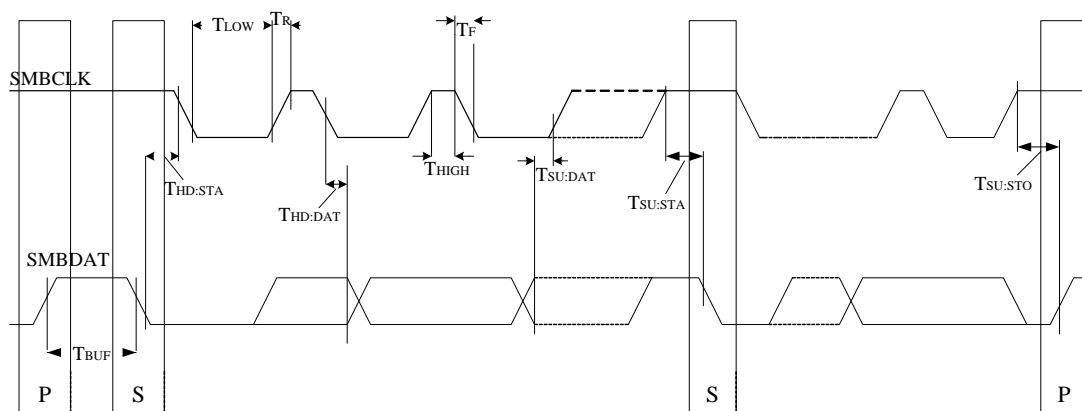 TLOW TR TF
SMBCLK
THD:STA THD:DAT THIGH TSU:DAT TSU:STA TSU:STO
SMBDAT
TBUF
P S S P